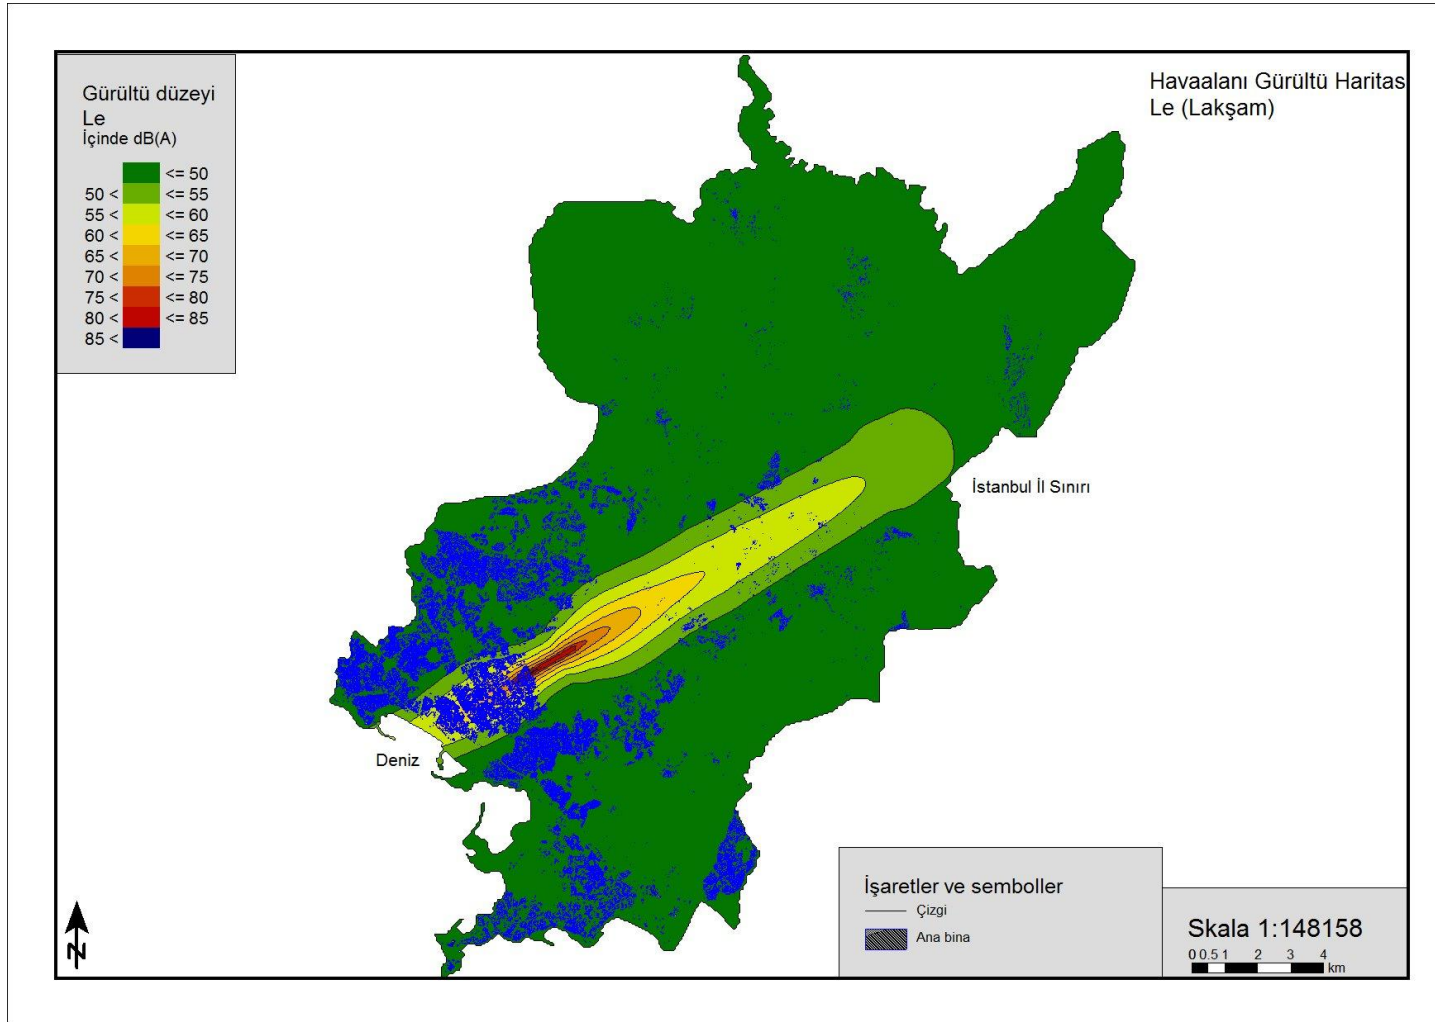 Gürültü düzeyi
Le
İçinde dB(A)
<= 50
50 < <= 55
55 < <= 60
60 < <= 65
65 < <= 70
70 < <= 75
75 < <= 80
80 < <= 85
85 <
Havaalanı Gürültü Haritas
Le (Lakşam)
İstanbul İl Sınırı
Deniz
İşaretler ve semboller
Çizgi
Ana bina
Skala 1:148158
0 0.5 1 2 3 4
km
N